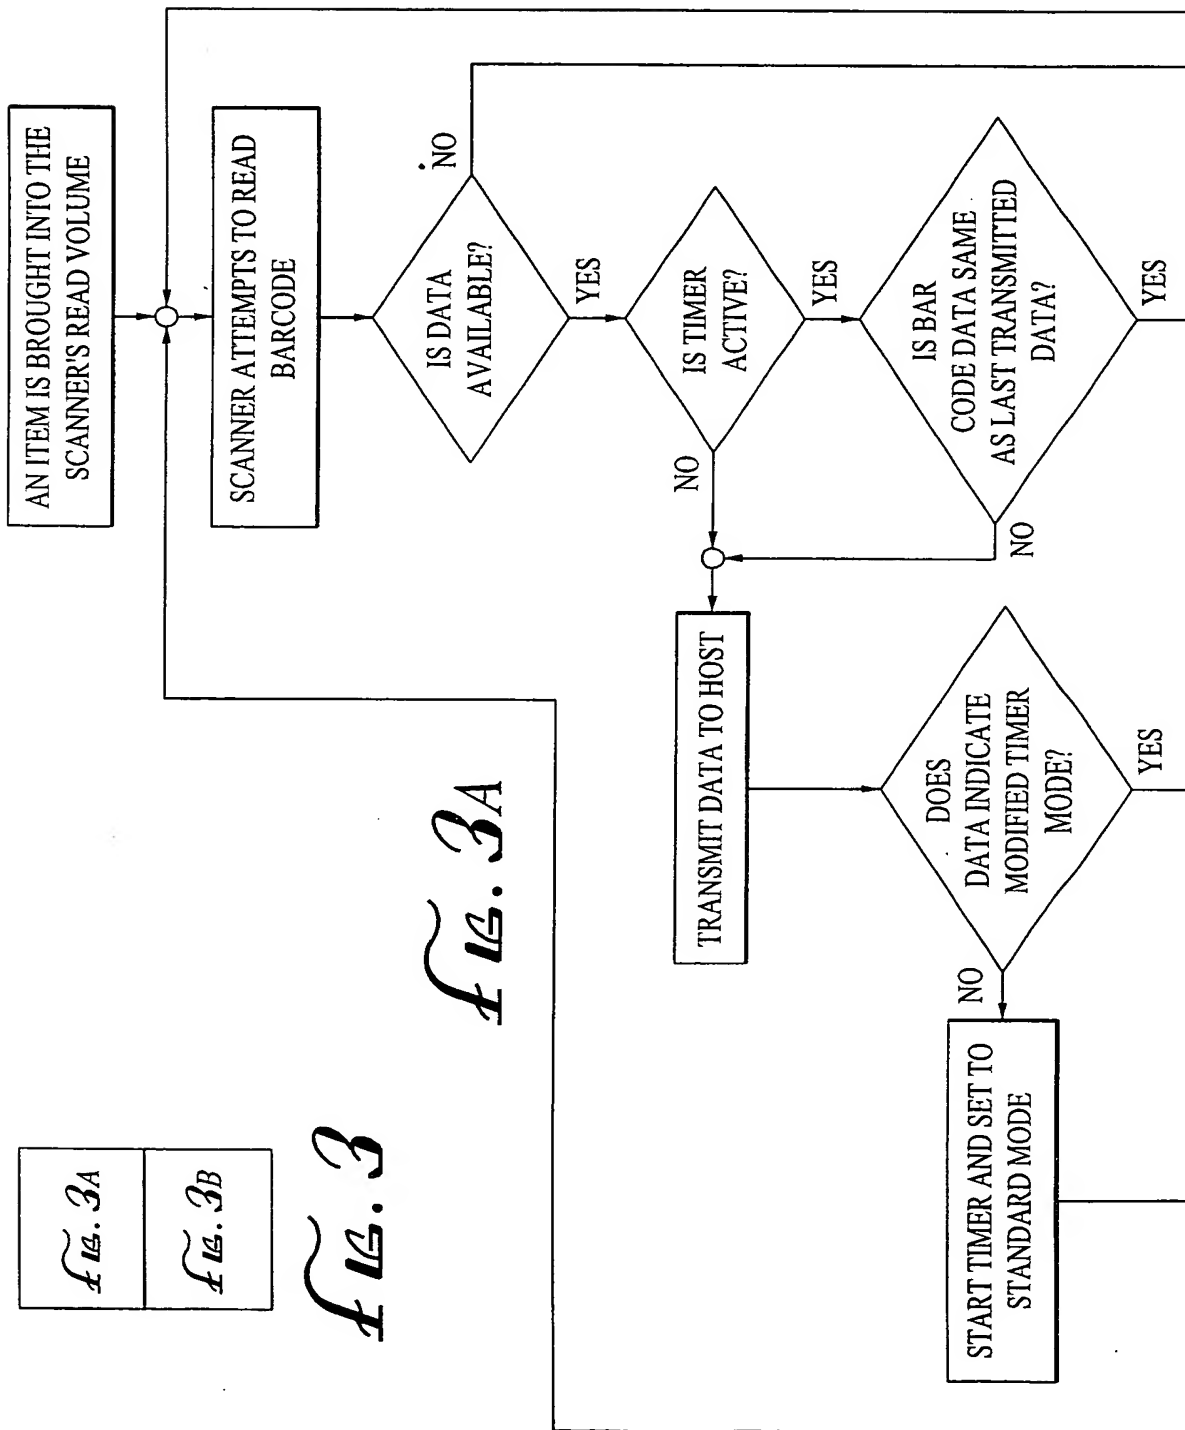 AN ITEM IS BROUGHT INTO THE
SCANNER'S READ VOLUME
SCANNER ATTEMPTS TO READ
BARCODE
IS DATA
AVAILABLE?
NO
YES
IS TIMER
ACTIVE?
NO
YES
IS BAR
CODE DATA SAME
AS LAST TRANSMITTED
DATA?
NO
YES
TRANSMIT DATA TO HOST
DOES
DATA INDICATE
MODIFIED TIMER
MODE?
NO
YES
START TIMER AND SET TO
STANDARD MODE
FIG. 3A
FIG. 3B
FIG. 3
FIG. 3A